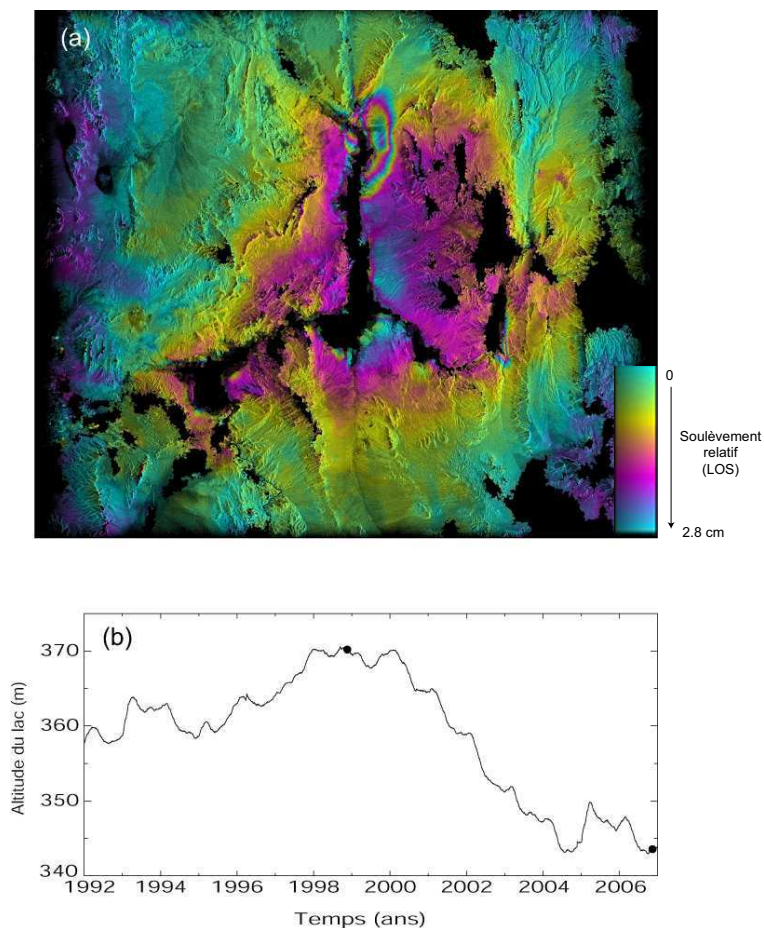 (a)
0
Soulèvement
relatif
(LOS)
2.8 cm
(b)
Altitude du lac (m)
370
360
350
340
1992 1994 1996 1998 2000 2002 2004 2006
Temps (ans)